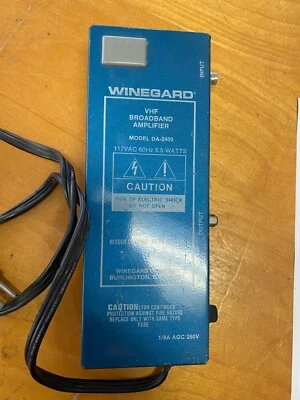 WINEGARD®
VHF
BROADBAND
AMPLIFIER
MODEL DA-2400
117VAC 60Hz 5.5 WATTS
CAUTION
RISK OF ELECTRIC SHOCK
DO NOT OPEN
RISQUE
WINEGARD
BURLINGTON,
CAUTION: FOR CONTINUED
PROTECTION AGAINST FIRE HAZARD
REPLACE ONLY WITH SAME TYPE
FUSE
1/8A AGC 250V
INPUT
OUTPUT